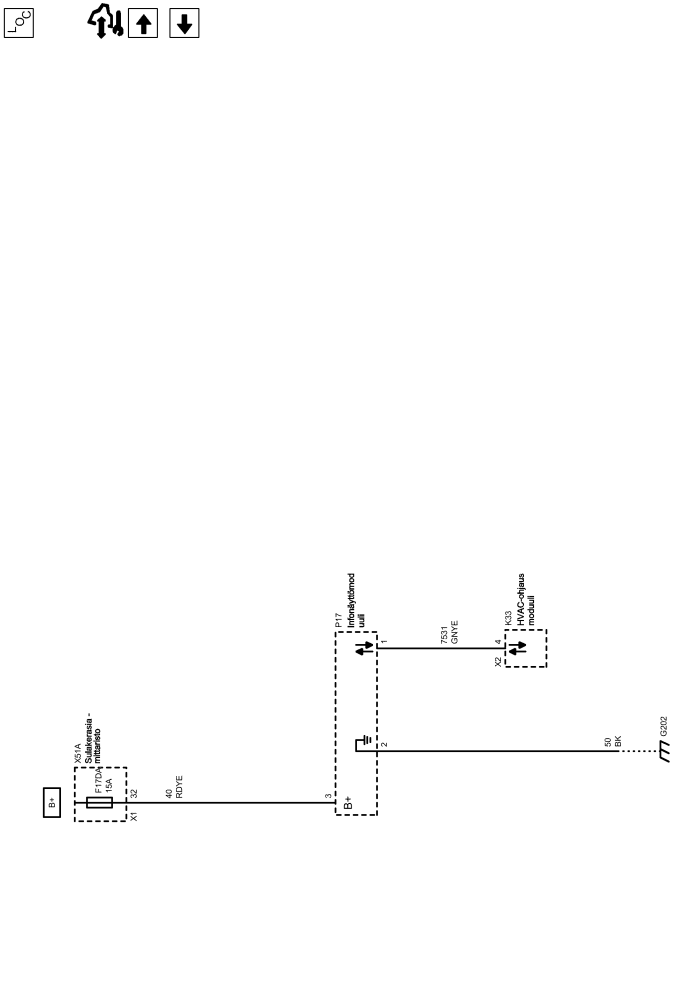 LOC
B+
X51A
Sulakerasia -
mittaristo
F17DA
15A
X1
32
40
RDYE
3
B+
P17
Infonäyttömod
uuli
1
2
7531
GNYE
X2
4
K33
HVAC-ohjaus
moduuli
50
BK
G202